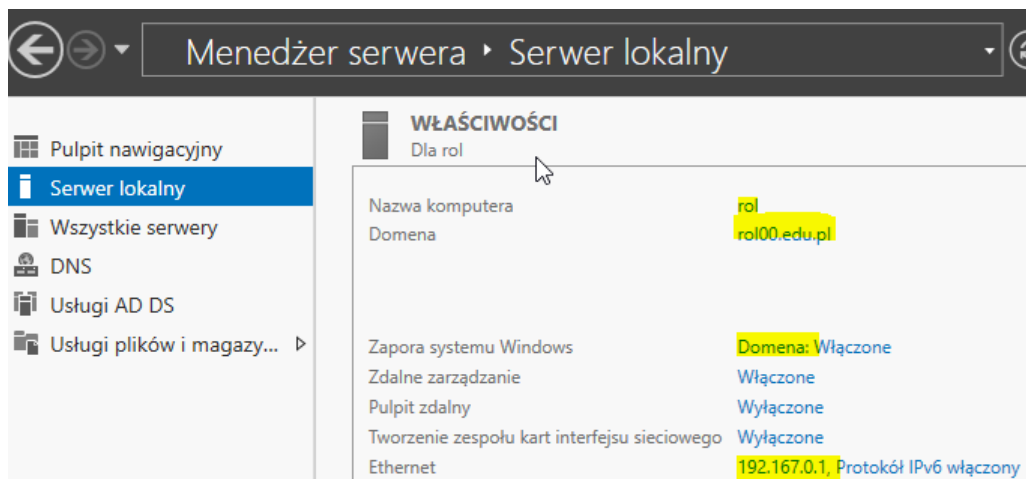 Menedżer serwera ‣ Serwer lokalny
Pulpit nawigacyjny
Serwer lokalny
Wszystkie serwery
DNS
Usługi AD DS
Usługi plików i magazy...
WŁAŚCIWOŚCI
Dla rol
Nazwa komputera rol
Domena rol00.edu.pl
Zapora systemu Windows Domena: Włączone
Zdalne zarządzanie Włączone
Pulpit zdalny Wyłączone
Tworzenie zespołu kart interfejsu sieciowego Wyłączone
Ethernet 192.167.0.1, Protokół IPv6 włączony